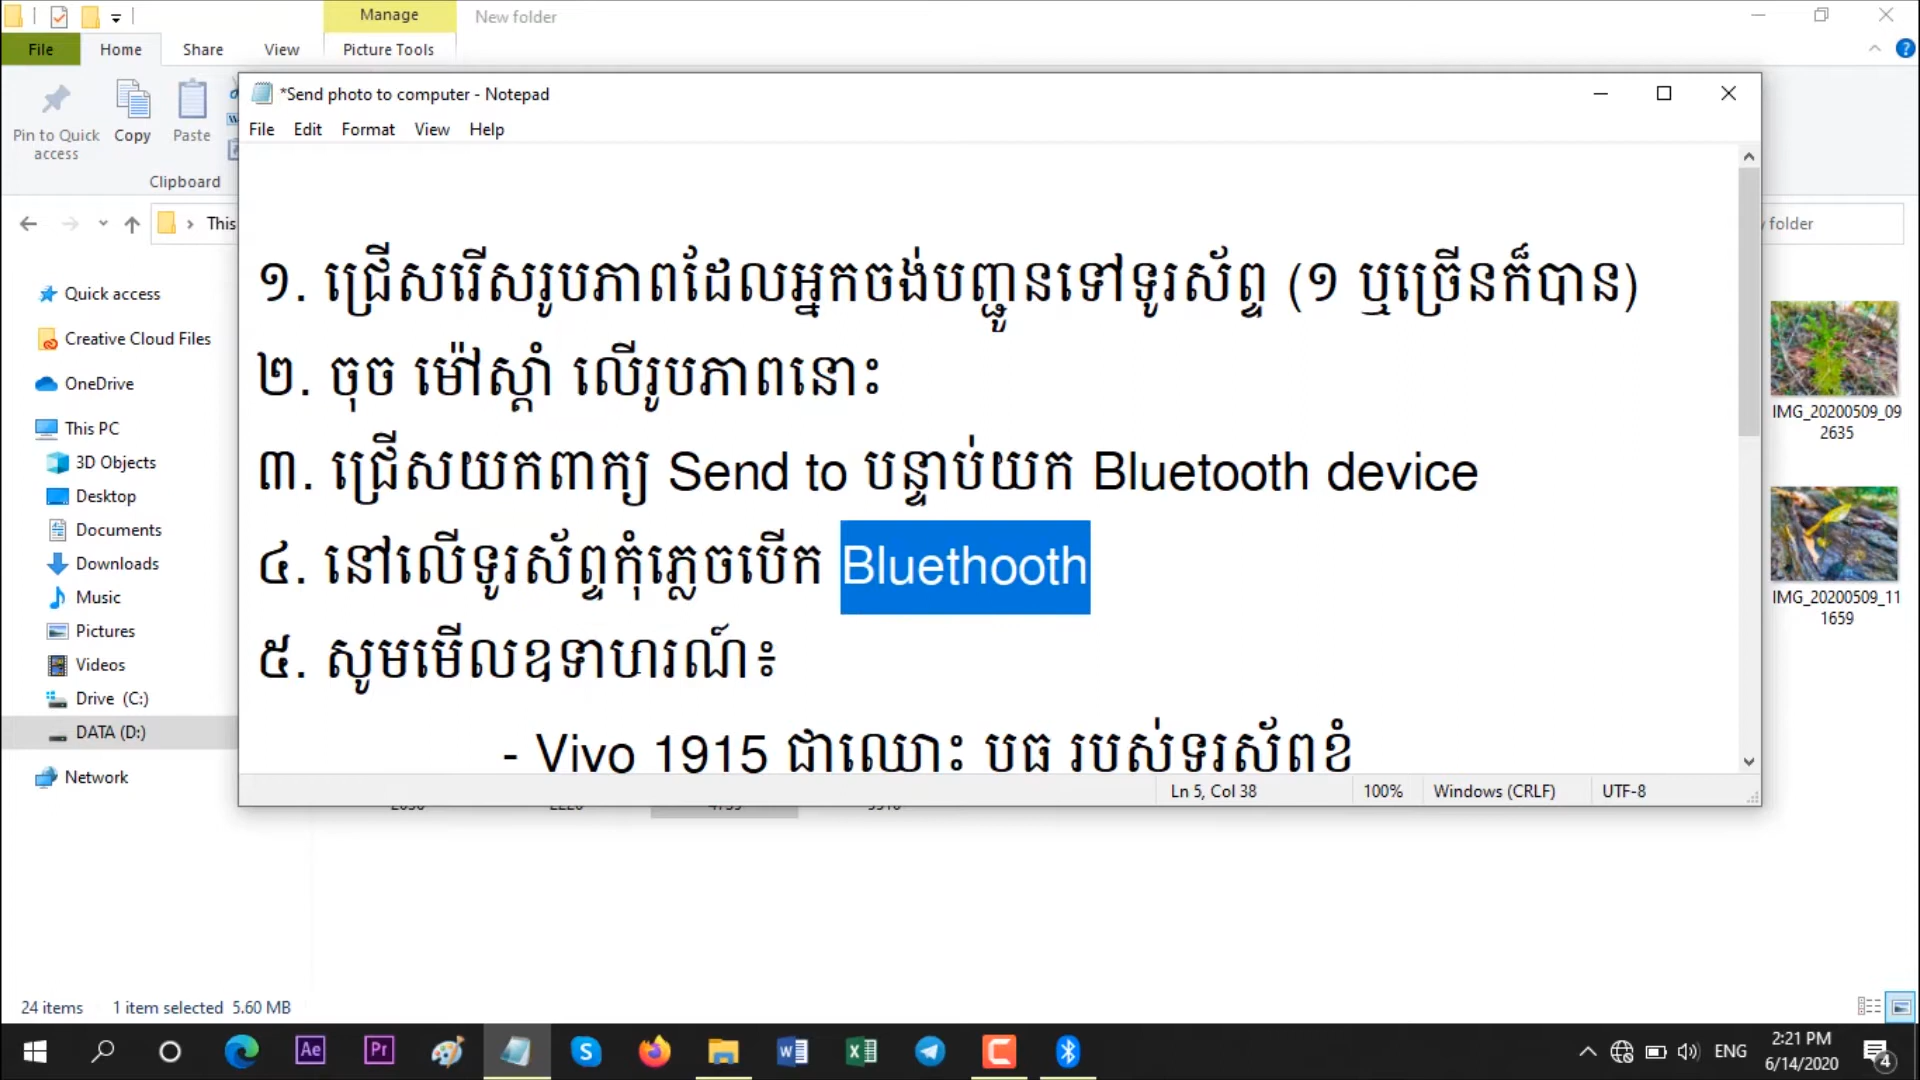 Manage
New folder
File
Home
Share
View
Picture Tools
Pin to Quick access
Copy
Paste
Clipboard
This
folder
*Send photo to computer - Notepad
File Edit Format View Help
១. ជ្រើសរើសរូបភាពដែលអ្នកចង់បញ្ជូនទៅទូរស័ព្ទ (១ ឬច្រើនក៏បាន)
២. ចុច ម៉ៅស្ដាំ លើរូបភាពនោះ
៣. ជ្រើសយកពាក្យ Send to បន្ទាប់យក Bluetooth device
៤. នៅលើទូរស័ព្ទកុំភ្លេចបើក Bluethooth
៥. សូមមើលឧទាហរណ៍៖
- Vivo 1915 ជាឈោះ បធ របស់ទរស័ពខំ
Ln 5, Col 38
100%
Windows (CRLF)
UTF-8
Quick access
Creative Cloud Files
OneDrive
This PC
3D Objects
Desktop
Documents
Downloads
Music
Pictures
Videos
Drive (C:)
DATA (D:)
Network
IMG_20200509_09
2635
IMG_20200509_11
1659
24 items
1 item selected 5.60 MB
Ae
Pr
ENG
2:21 PM
6/14/2020
4